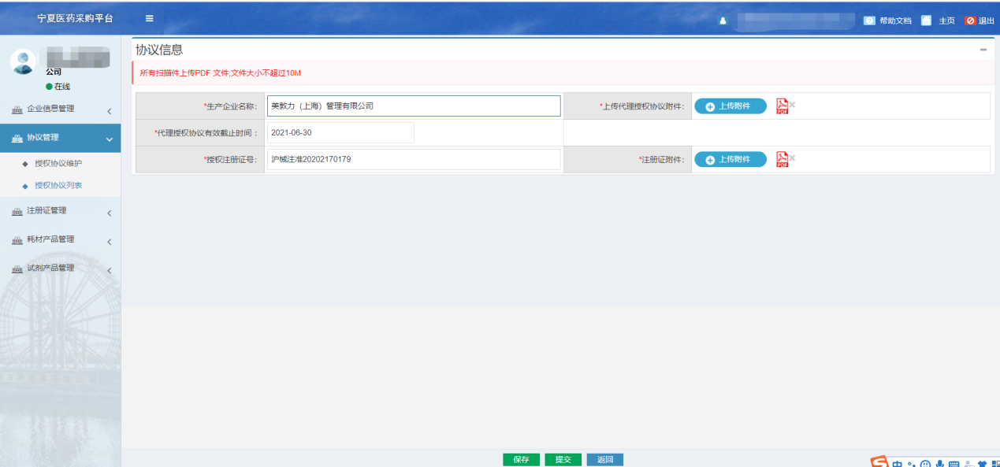 宁夏医药采购平台
帮助文档 主页 退出
公司
在线
企业信息管理
协议管理
授权协议维护
授权协议列表
注册证管理
耗材产品管理
试剂产品管理
协议信息
所有扫描件上传PDF 文件;文件大小不超过10M
*生产企业名称: 美敦力（上海）管理有限公司 *上传代理授权协议附件: 上传附件 PDF
*代理授权协议有效截止时间： 2021-06-30
*授权注册证号: 沪械注准20202170179 *注册证附件: 上传附件 PDF
保存 提交 返回
中